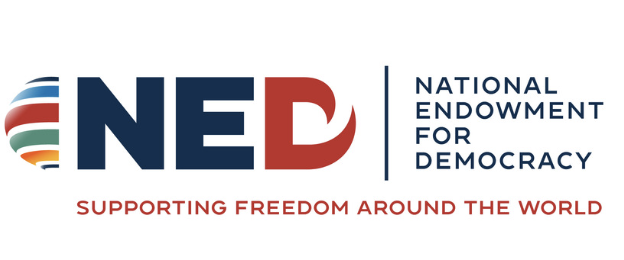 NED
NATIONAL
ENDOWMENT
FOR
DEMOCRACY
SUPPORTING FREEDOM AROUND THE WORLD